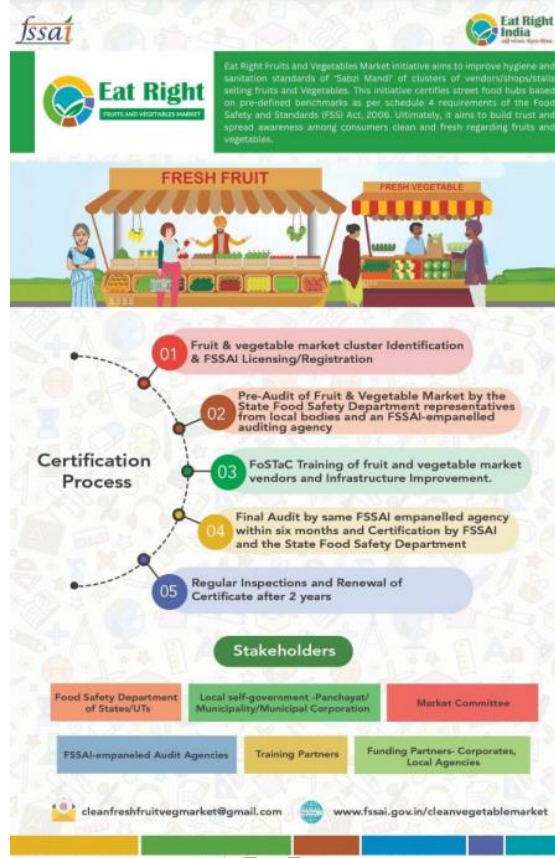 fssai
Eat Right
India
Eat Right
FRUITS AND VEGETABLES MARKET
Eat Right Fruits and Vegetables Market initiative aims to improve hygiene and
sanitation standards of 'Sabzi Mandi' of clusters of vendors/shops/stalls
selling fruits and Vegetables. This initiative certifies street food hubs based
on pre-defined benchmarks as per schedule 4 requirements of the Food
Safety and Standards (FSS) Act, 2006. Ultimately, it aims to build trust and
spread awareness among consumers clean and fresh regarding fruits and
vegetables.
FRESH FRUIT
FRESH VEGETABLE
Certification
Process
01
Fruit & vegetable market cluster Identification
& FSSAI Licensing/Registration
02
Pre-Audit of Fruit & Vegetable Market by the
State Food Safety Department representatives
from local bodies and an FSSAI-empanelled
auditing agency
03
FoSTaC Training of fruit and vegetable market
vendors and Infrastructure Improvement.
04
Final Audit by same FSSAI empanelled agency
within six months and Certification by FSSAI
and the State Food Safety Department
05
Regular Inspections and Renewal of
Certificate after 2 years
Stakeholders
Food Safety Department
of States/UTs
Local self-government -Panchayat/
Municipality/Municipal Corporation
Market Committee
FSSAI-empaneled Audit Agencies
Training Partners
Funding Partners- Corporates,
Local Agencies
cleanfreshfruitvegmarket@gmail.com
www.fssai.gov.in/cleanvegetablemarket